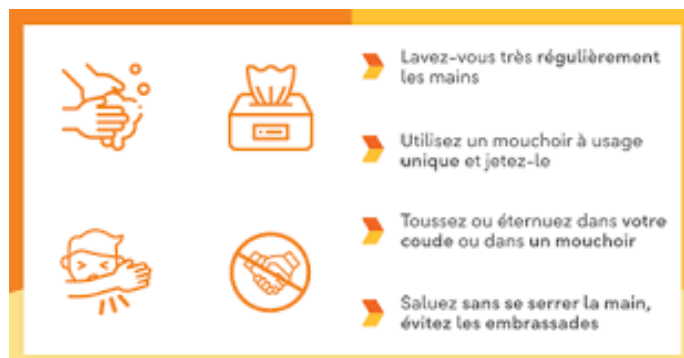 Lavez-vous très régulièrement
les mains
Utilisez un mouchoir à usage
unique et jetez-le
Toussez ou éternuez dans votre
coude ou dans un mouchoir
Saluez sans se serrer la main,
évitez les embrassades